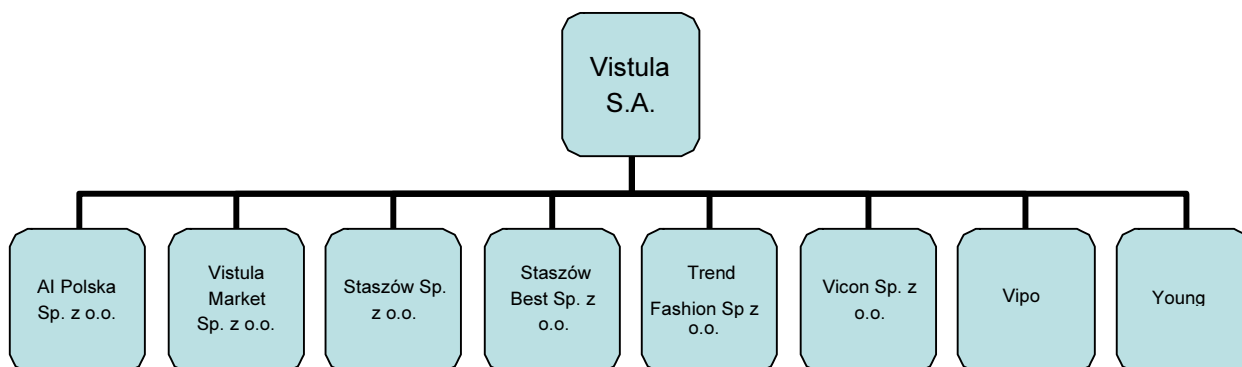 Vistula
S.A.
AI Polska
Sp. z o.o.
Vistula
Market
Sp. z o.o.
Staszów Sp.
z o.o.
Staszów
Best Sp. z
o.o.
Trend
Fashion Sp z
o.o.
Vicon Sp. z
o.o.
Vipo
Young